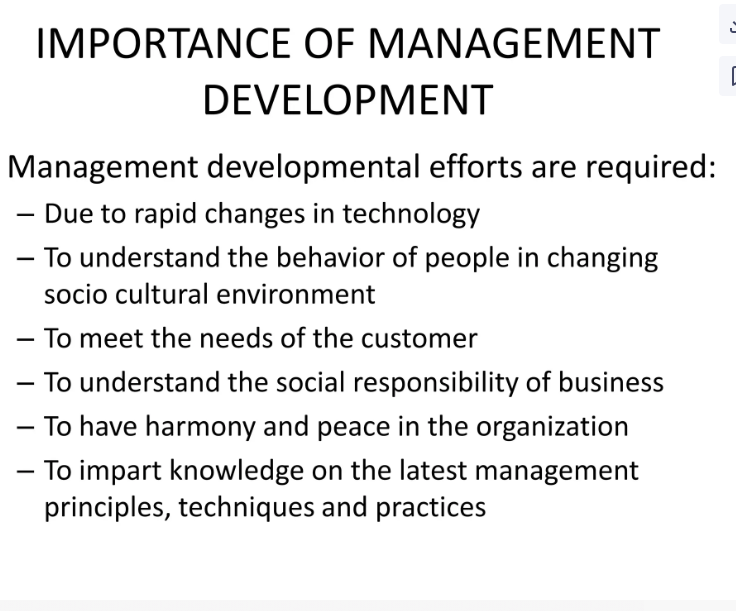 IMPORTANCE OF MANAGEMENT
DEVELOPMENT
Management developmental efforts are required:
– Due to rapid changes in technology
– To understand the behavior of people in changing
socio cultural environment
– To meet the needs of the customer
– To understand the social responsibility of business
– To have harmony and peace in the organization
– To impart knowledge on the latest management
principles, techniques and practices